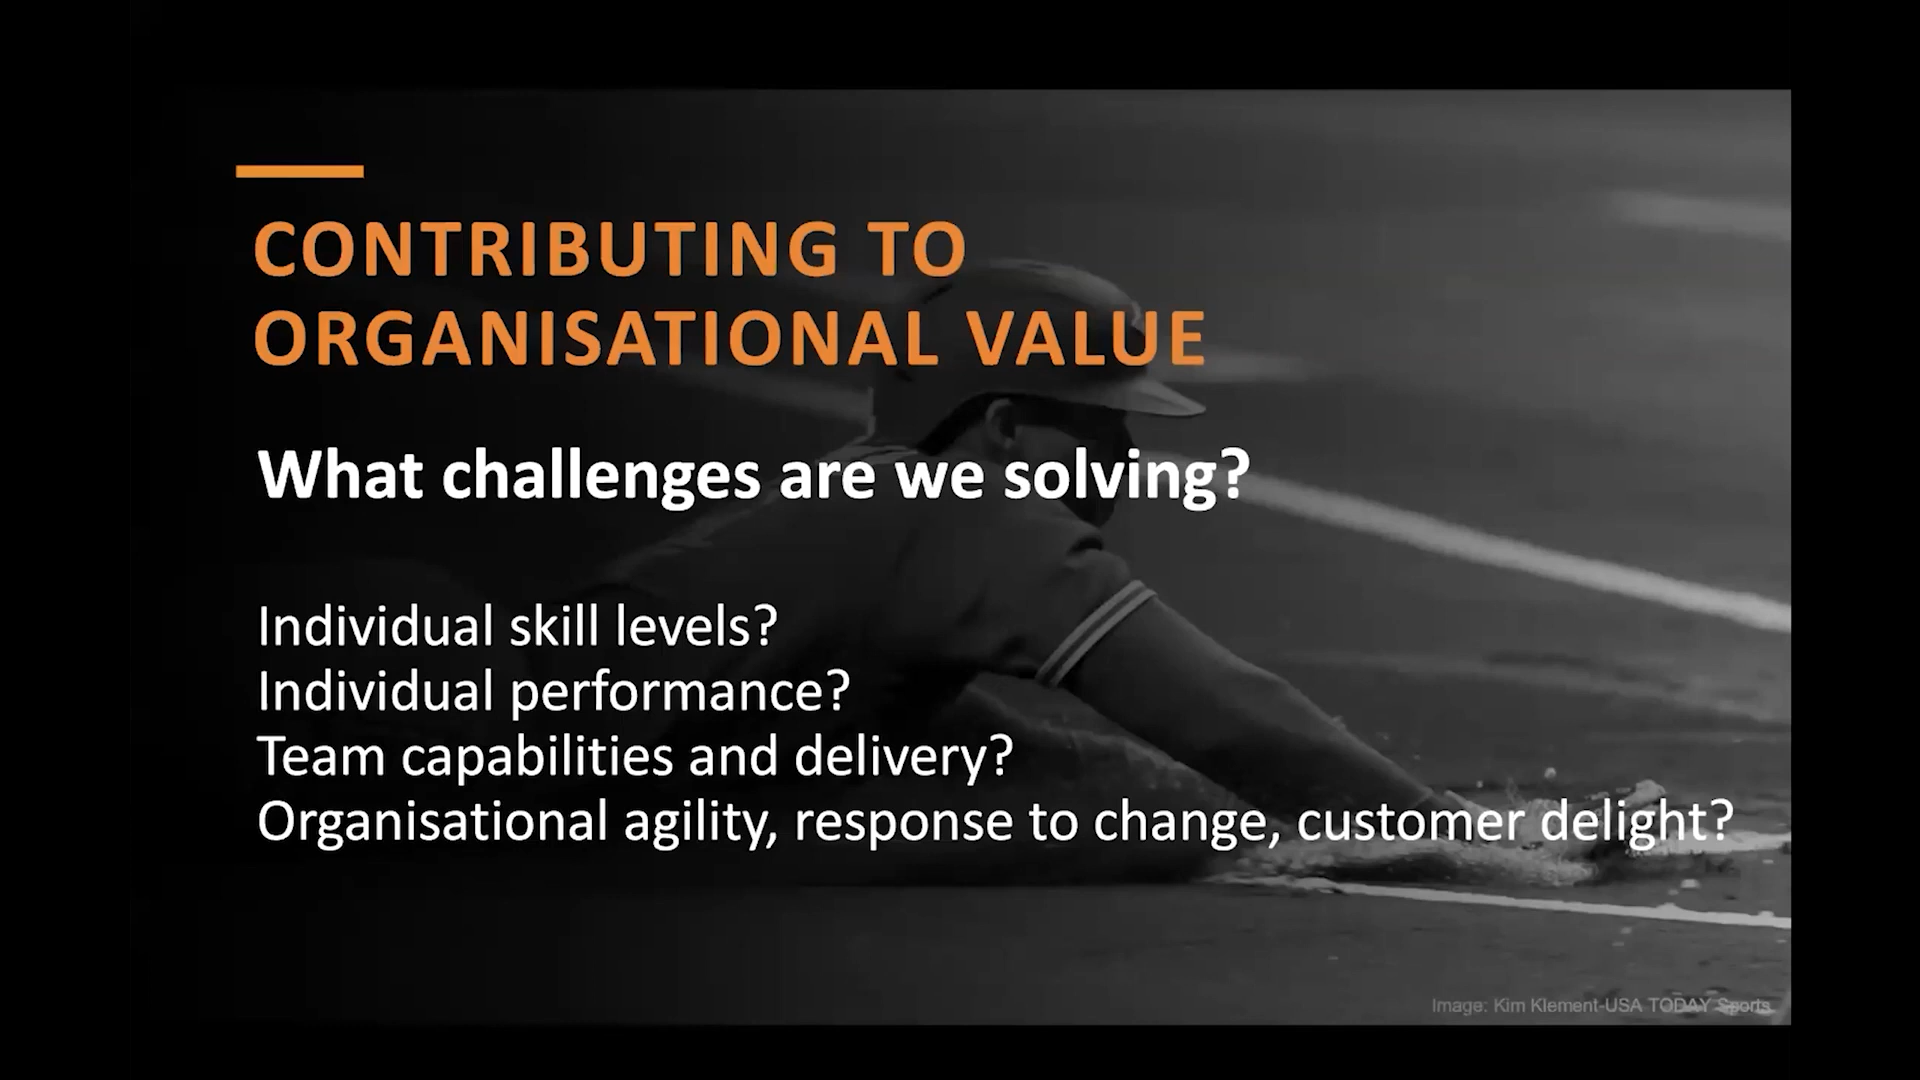 CONTRIBUTING TO
ORGANISATIONAL VALUE
What challenges are we solving?
Individual skill levels?
Individual performance?
Team capabilities and delivery?
Organisational agility, response to change, customer delight?
Image: Kim Klement-USA TODAY Sports